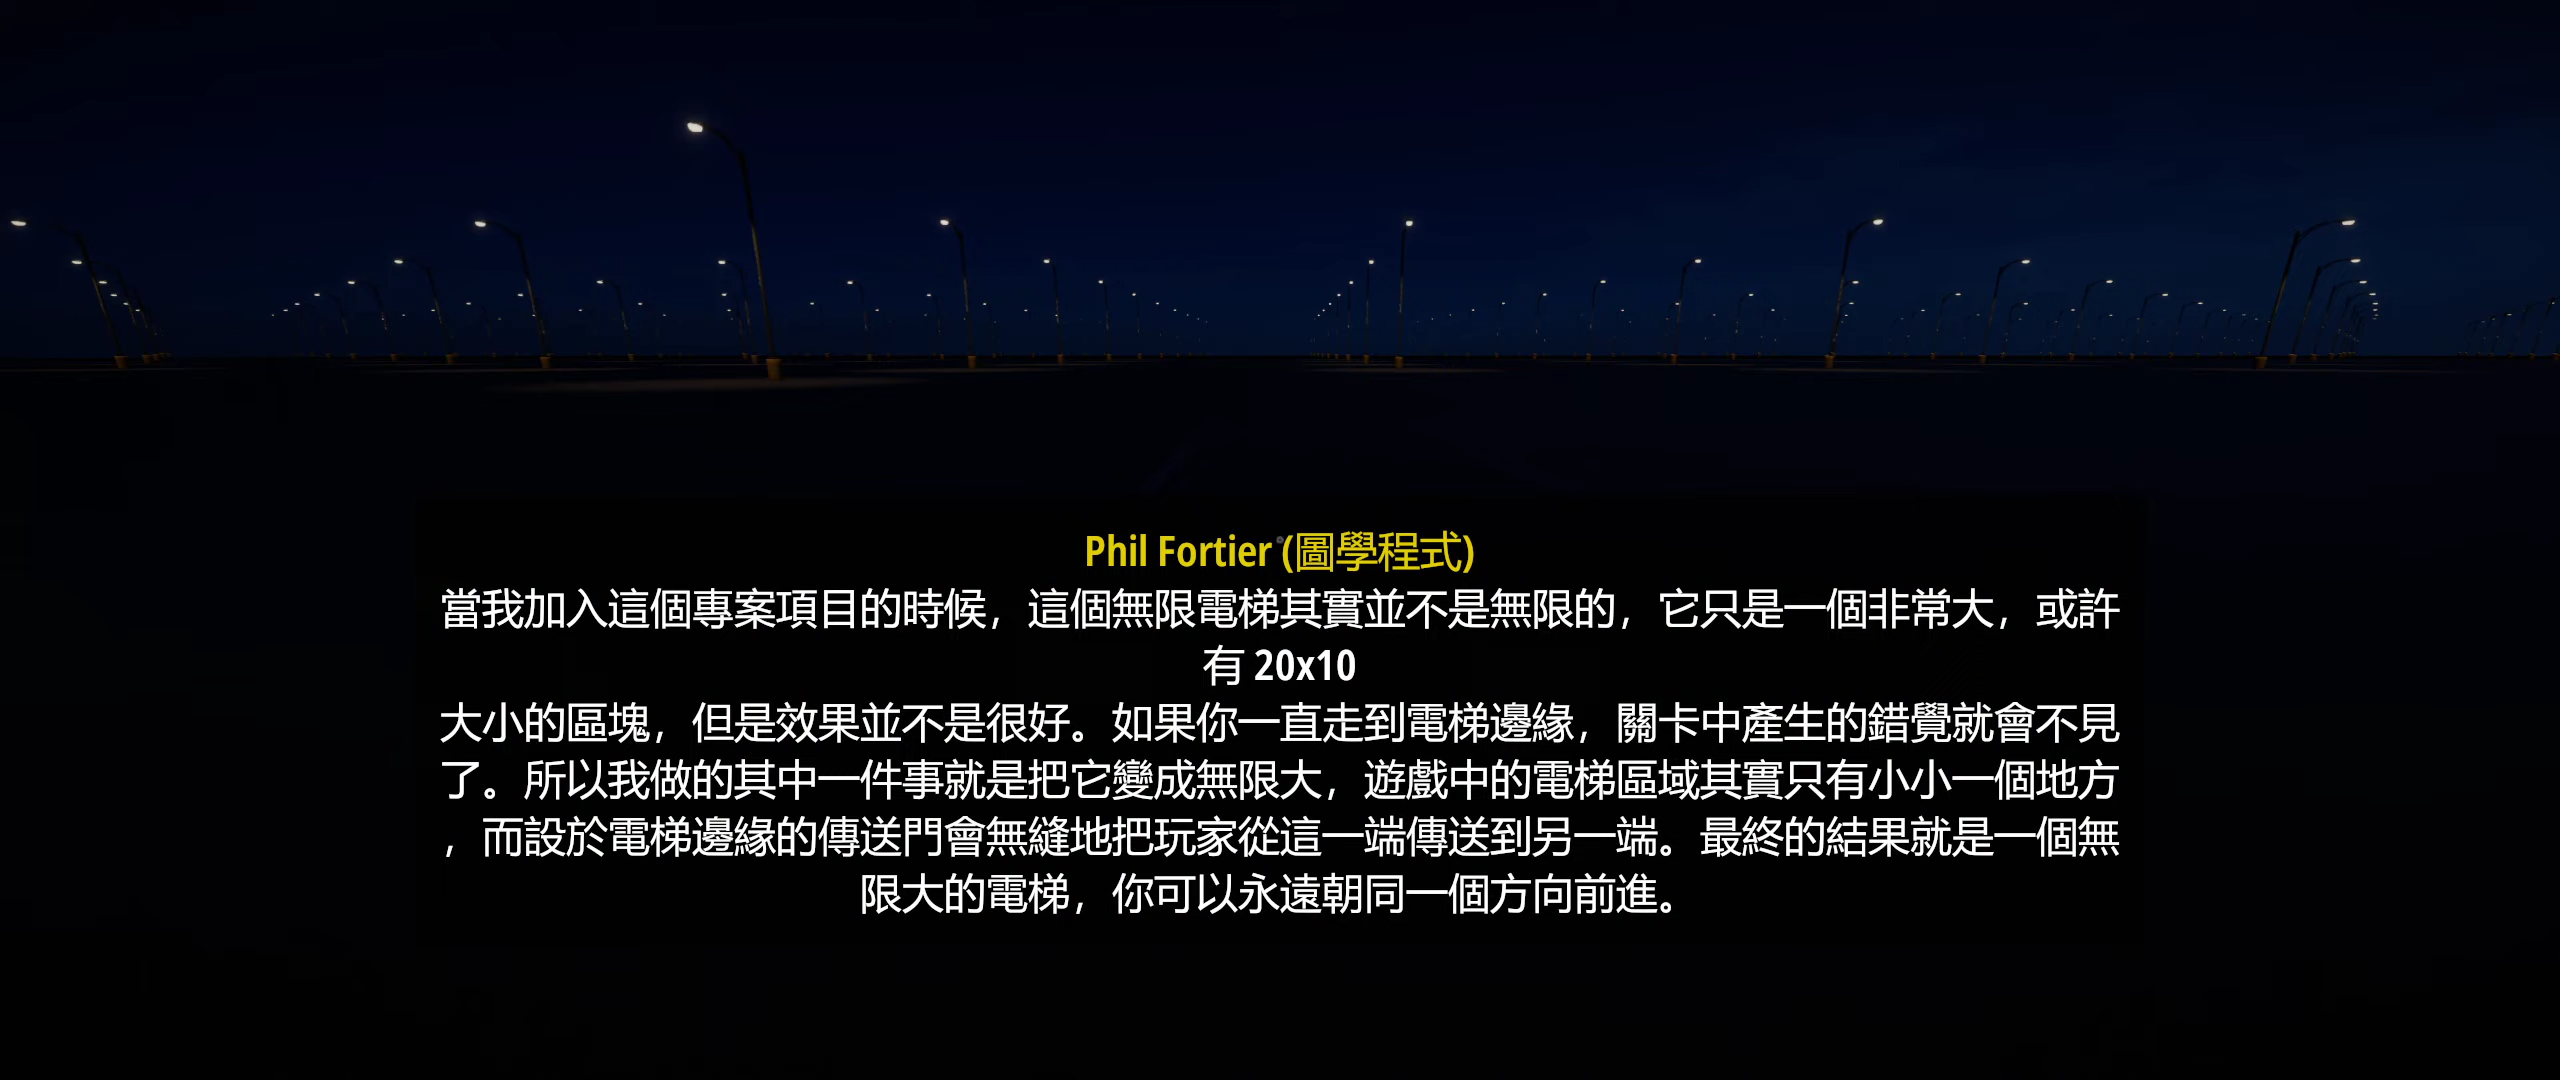 Phil Fortier (圖學程式)
當我加入這個專案項目的時候，這個無限電梯其實並不是無限的，它只是一個非常大，或許
有 20x10
大小的區塊，但是效果並不是很好。如果你一直走到電梯邊緣，關卡中產生的錯覺就會不見
了。所以我做的其中一件事就是把它變成無限大，遊戲中的電梯區域其實只有小小一個地方
，而設於電梯邊緣的傳送門會無縫地把玩家從這一端傳送到另一端。最終的結果就是一個無
限大的電梯，你可以永遠朝同一個方向前進。